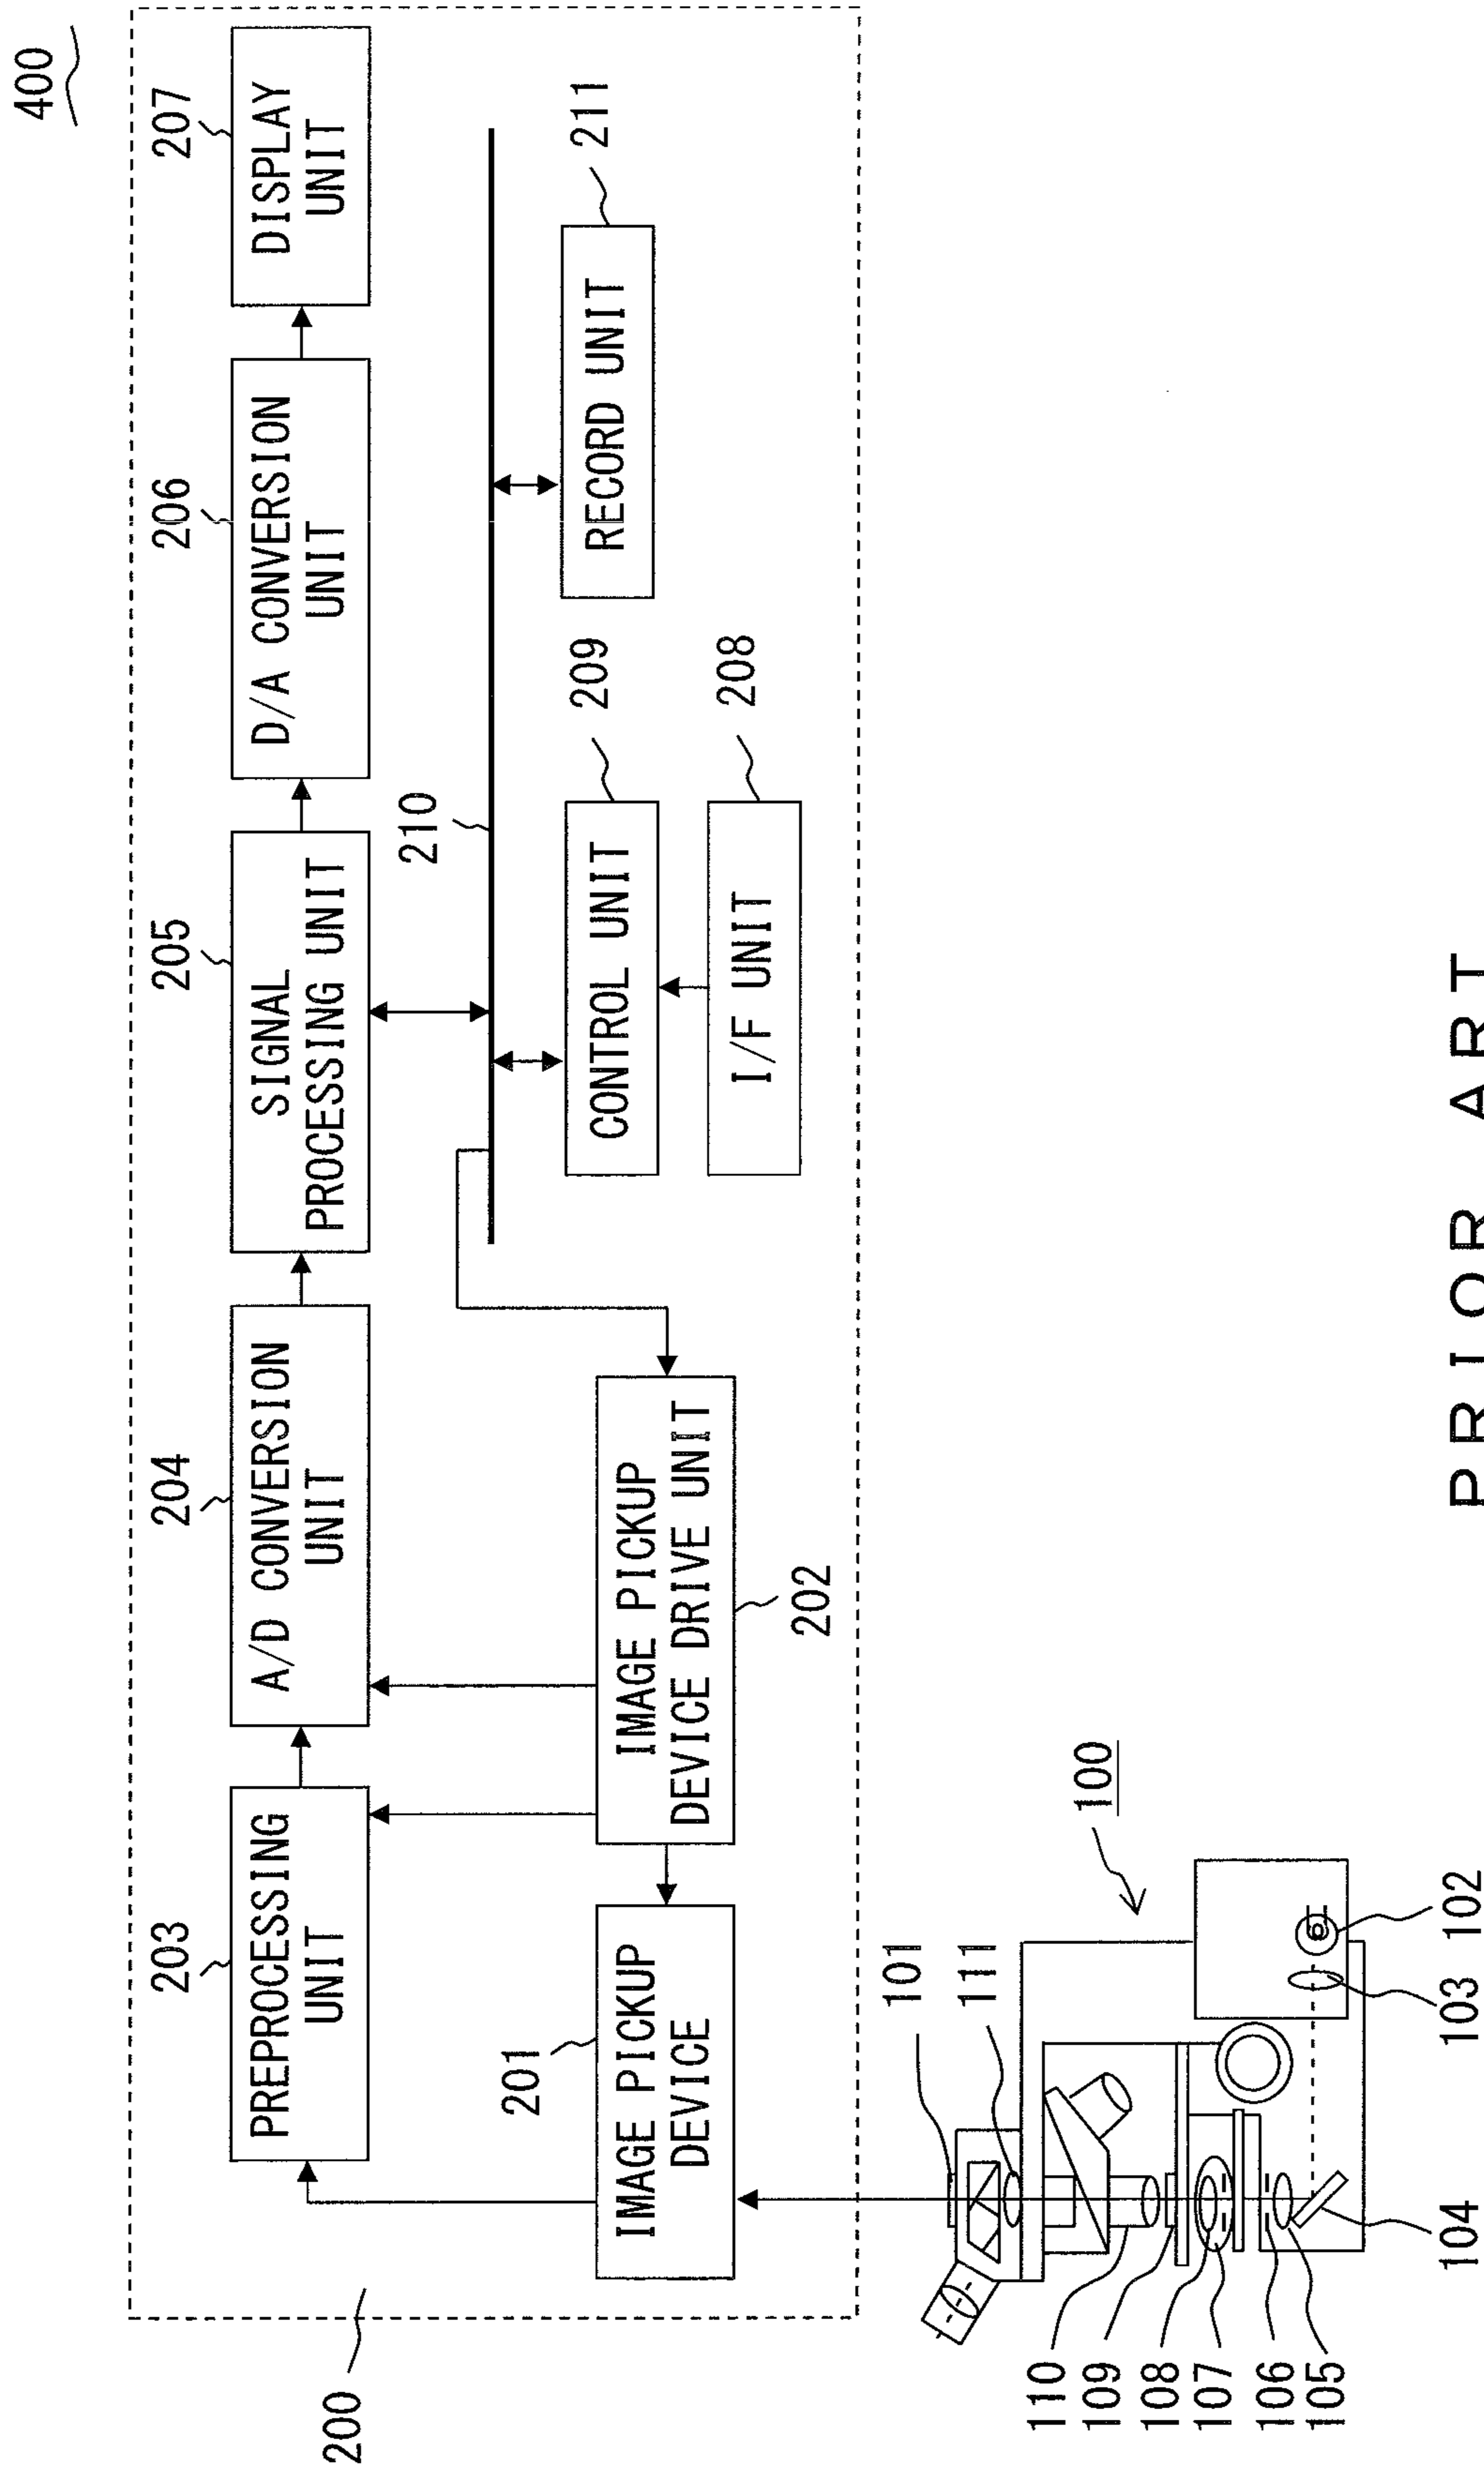 400
203
204
205
206
207
PREPROCESSING
UNIT
A/D CONVERSION
UNIT
SIGNAL
PROCESSING UNIT
D/A CONVERSION
UNIT
DISPLAY
UNIT
210
201
IMAGE PICKUP
DEVICE
IMAGE PICKUP
DEVICE DRIVE UNIT
202
209
CONTROL UNIT
211
RECORD UNIT
208
I/F UNIT
200
101
111
100
110
109
108
107
106
105
104
103
102
PRIOR ART